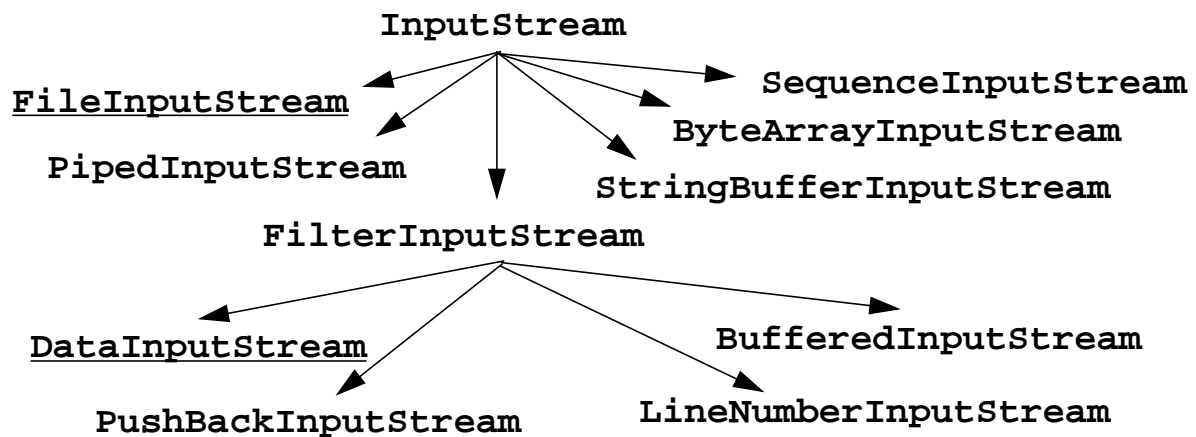 InputStream
FileInputStream
SequenceInputStream
ByteArrayInputStream
PipedInputStream
StringBufferInputStream
FilterInputStream
DataInputStream
BufferedInputStream
PushBackInputStream
LineNumberInputStream